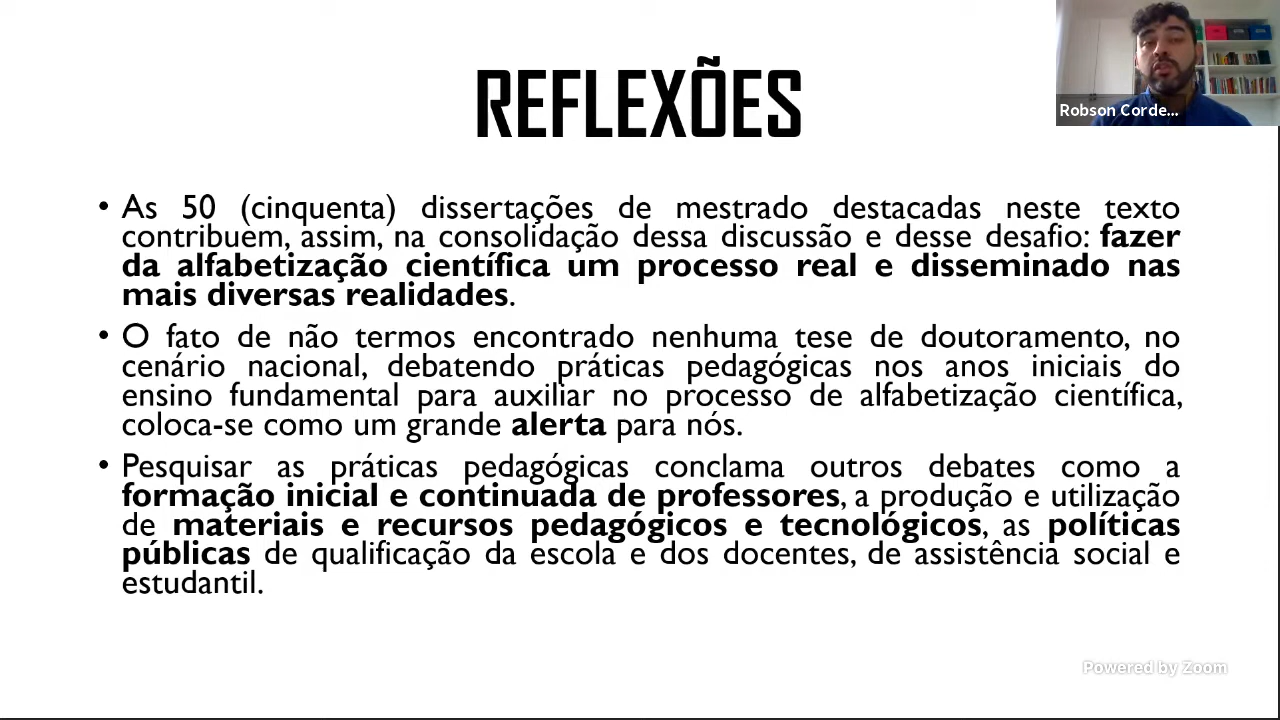 REFLEXÕES
Robson Corde...
• As 50 (cinquenta) dissertações de mestrado destacadas neste texto
contribuem, assim, na consolidação dessa discussão e desse desafio: fazer
da alfabetização científica um processo real e disseminado nas
mais diversas realidades.
• O fato de não termos encontrado nenhuma tese de doutoramento, no
cenário nacional, debatendo práticas pedagógicas nos anos iniciais do
ensino fundamental para auxiliar no processo de alfabetização científica,
coloca-se como um grande alerta para nós.
• Pesquisar as práticas pedagógicas conclama outros debates como a
formação inicial e continuada de professores, a produção e utilização
de materiais e recursos pedagógicos e tecnológicos, as políticas
públicas de qualificação da escola e dos docentes, de assistência social e
estudantil.
Powered by Zoom